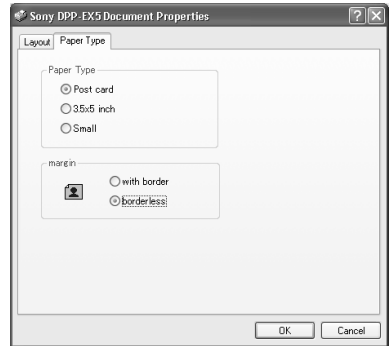 Sony DPP-EX5 Document Properties
Layout Paper Type
Paper Type
Post card
3.5x5 inch
Small
margin
with border
borderless
OK Cancel